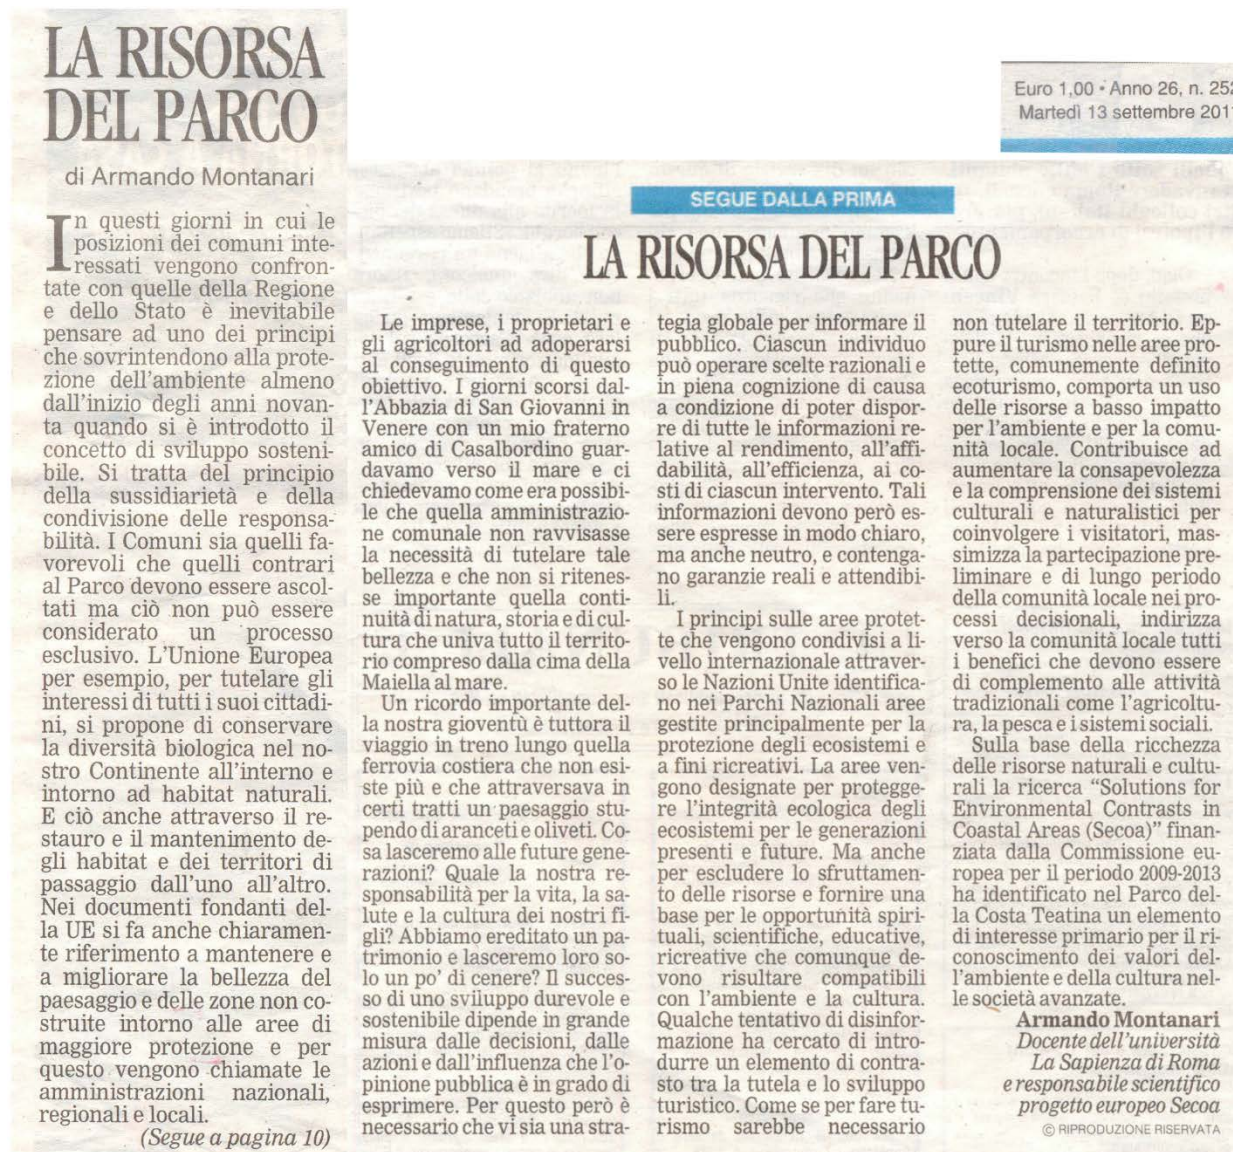 LA RISORSA
DEL PARCO
di Armando Montanari
In questi giorni in cui le
posizioni dei comuni inte-
ressati vengono confron-
tate con quelle della Regione
e dello Stato è inevitabile
pensare ad uno dei principi
che sovrintendono alla prote-
zione dell'ambiente almeno
dall'inizio degli anni novan-
ta quando si è introdotto il
concetto di sviluppo sosteni-
bile. Si tratta del principio
della sussidiarietà e della
condivisione delle responsa-
bilità. I Comuni sia quelli fa-
vorevoli che quelli contrari
al Parco devono essere ascol-
tati ma ciò non può essere
considerato un processo
esclusivo. L'Unione Europea
per esempio, per tutelare gli
interessi di tutti i suoi cittadi-
ni, si propone di conservare
la diversità biologica nel no-
stro Continente all'interno e
intorno ad habitat naturali.
E ciò anche attraverso il re-
stauro e il mantenimento de-
gli habitat e dei territori di
passaggio dall'uno all'altro.
Nei documenti fondanti del-
la UE si fa anche chiaramen-
te riferimento a mantenere e
a migliorare la bellezza del
paesaggio e delle zone non co-
struite intorno alle aree di
maggiore protezione e per
questo vengono chiamate le
amministrazioni nazionali,
regionali e locali.
(Segue a pagina 10)
Euro 1,00 • Anno 26, n. 252
Martedì 13 settembre 2011
SEGUE DALLA PRIMA
LA RISORSA DEL PARCO
Le imprese, i proprietari e
gli agricoltori ad adoperarsi
al conseguimento di questo
obiettivo. I giorni scorsi dal-
l'Abbazia di San Giovanni in
Venere con un mio fraterno
amico di Casalbordino guar-
davamo verso il mare e ci
chiedevamo come era possibi-
le che quella amministrazio-
ne comunale non ravvisasse
la necessità di tutelare tale
bellezza e che non si ritenes-
se importante quella conti-
nuità di natura, storia e di cul-
tura che univa tutto il territo-
rio compreso dalla cima della
Maiella al mare.
Un ricordo importante del-
la nostra gioventù è tuttora il
viaggio in treno lungo quella
ferrovia costiera che non esi-
ste più e che attraversava in
certi tratti un paesaggio stu-
pendo di aranceti e oliveti. Co-
sa lasceremo alle future gene-
razioni? Quale la nostra re-
sponsabilità per la vita, la sa-
lute e la cultura dei nostri fi-
gli? Abbiamo ereditato un pa-
trimonio e lasceremo loro so-
lo un po' di cenere? Il succes-
so di uno sviluppo durevole e
sostenibile dipende in grande
misura dalle decisioni, dalle
azioni e dall'influenza che l'o-
pinione pubblica è in grado di
esprimere. Per questo però è
necessario che vi sia una stra-
tegia globale per informare il
pubblico. Ciascun individuo
può operare scelte razionali e
in piena cognizione di causa
a condizione di poter dispor-
re di tutte le informazioni re-
lative al rendimento, all'affi-
dabilità, all'efficienza, ai co-
sti di ciascun intervento. Tali
informazioni devono però es-
sere espresse in modo chiaro,
ma anche neutro, e contenga-
no garanzie reali e attendibi-
li.
I principi sulle aree protet-
te che vengono condivisi a li-
vello internazionale attraver-
so le Nazioni Unite identifica-
no nei Parchi Nazionali aree
gestite principalmente per la
protezione degli ecosistemi e
a fini ricreativi. La aree ven-
gono designate per protegge-
re l'integrità ecologica degli
ecosistemi per le generazioni
presenti e future. Ma anche
per escludere lo sfruttamen-
to delle risorse e fornire una
base per le opportunità spiri-
tuali, scientifiche, educative,
ricreative che comunque de-
vono risultare compatibili
con l'ambiente e la cultura.
Qualche tentativo di disinfor-
mazione ha cercato di intro-
durre un elemento di contra-
sto tra la tutela e lo sviluppo
turistico. Come se per fare tu-
rismo sarebbe necessario
non tutelare il territorio. Ep-
pure il turismo nelle aree pro-
tette, comunemente definito
ecoturismo, comporta un uso
delle risorse a basso impatto
per l'ambiente e per la comu-
nità locale. Contribuisce ad
aumentare la consapevolezza
e la comprensione dei sistemi
culturali e naturalistici per
coinvolgere i visitatori, mas-
simizza la partecipazione pre-
liminare e di lungo periodo
della comunità locale nei pro-
cessi decisionali, indirizza
verso la comunità locale tutti
i benefici che devono essere
di complemento alle attività
tradizionali come l'agricoltu-
ra, la pesca e i sistemi sociali.
Sulla base della ricchezza
delle risorse naturali e cultu-
rali la ricerca "Solutions for
Environmental Contrasts in
Coastal Areas (Secoa)" finan-
ziata dalla Commissione eu-
ropea per il periodo 2009-2013
ha identificato nel Parco del-
la Costa Teatina un elemento
di interesse primario per il ri-
conoscimento dei valori del-
l'ambiente e della cultura nel-
le società avanzate.
Armando Montanari
Docente dell'università
La Sapienza di Roma
e responsabile scientifico
progetto europeo Secoa
© RIPRODUZIONE RISERVATA